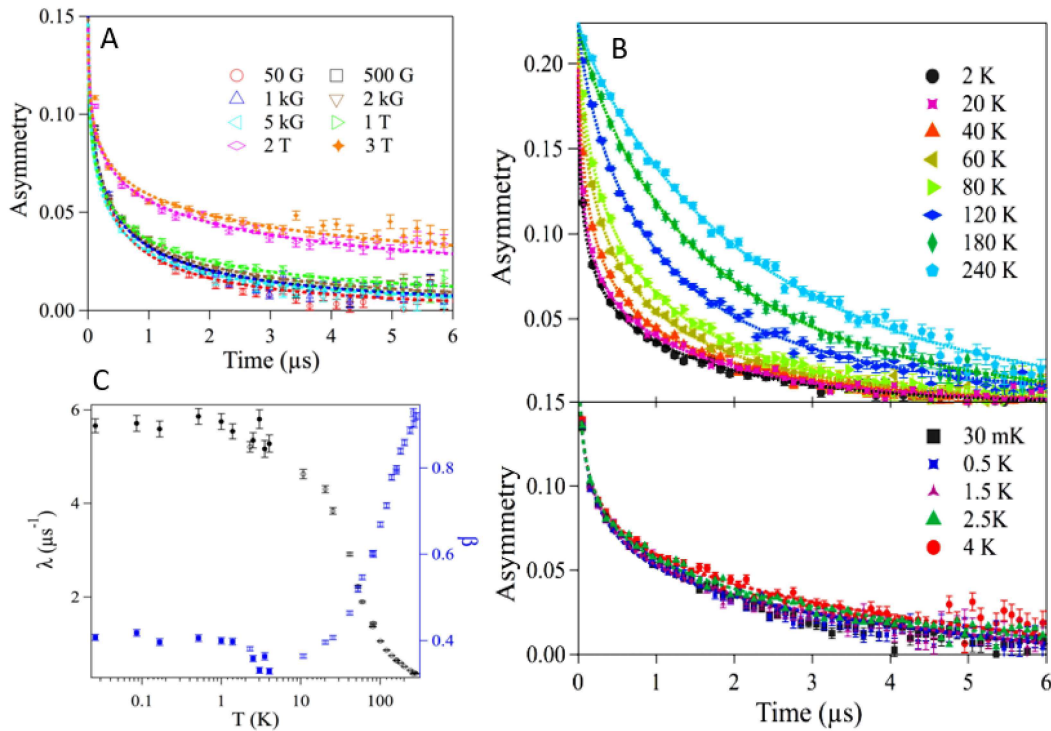 A
0.15
0.10
0.05
0.00
Asymmetry
50 G
500 G
1 kG
2 kG
5 kG
1 T
2 T
3 T
0 1 2 3 4 5 6
Time (µs)
B
0.20
0.15
0.10
0.05
Asymmetry
2 K
20 K
40 K
60 K
80 K
120 K
180 K
240 K
C
6
4
2
λ (µs⁻¹)
0.8
0.6
0.4
β
0.1 1 10 100
T (K)
0.15
0.10
0.05
0.00
Asymmetry
30 mK
0.5 K
1.5 K
2.5K
4 K
0 1 2 3 4 5 6
Time (µs)